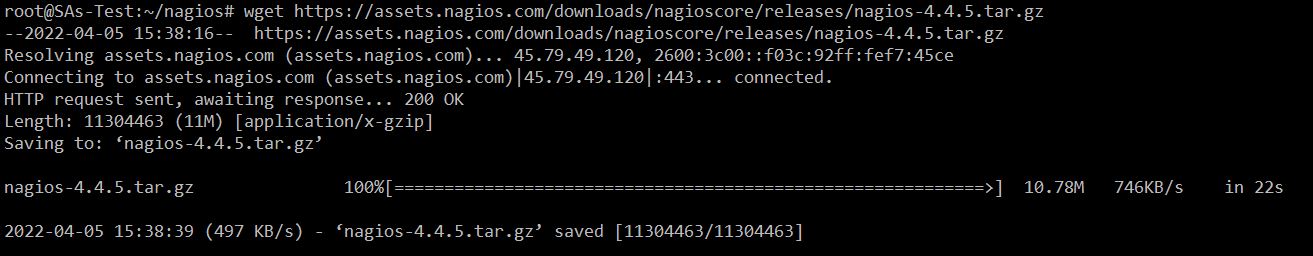 root@SAs-Test:~/nagios# wget https://assets.nagios.com/downloads/nagioscore/releases/nagios-4.4.5.tar.gz
--2022-04-05 15:38:16--  https://assets.nagios.com/downloads/nagioscore/releases/nagios-4.4.5.tar.gz
Resolving assets.nagios.com (assets.nagios.com)... 45.79.49.120, 2600:3c00::f03c:92ff:fef7:45ce
Connecting to assets.nagios.com (assets.nagios.com)|45.79.49.120|:443... connected.
HTTP request sent, awaiting response... 200 OK
Length: 11304463 (11M) [application/x-gzip]
Saving to: ‘nagios-4.4.5.tar.gz’
nagios-4.4.5.tar.gz               100%[===========================================================>]  10.78M   746KB/s    in 22s
2022-04-05 15:38:39 (497 KB/s) - ‘nagios-4.4.5.tar.gz’ saved [11304463/11304463]